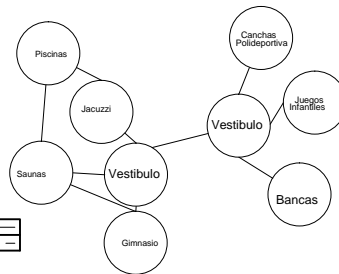 Piscinas
Canchas
Polideportiva
Jacuzzi
Juegos
Infantiles
Vestibulo
Saunas
Vestibulo
Bancas
Gimnasio